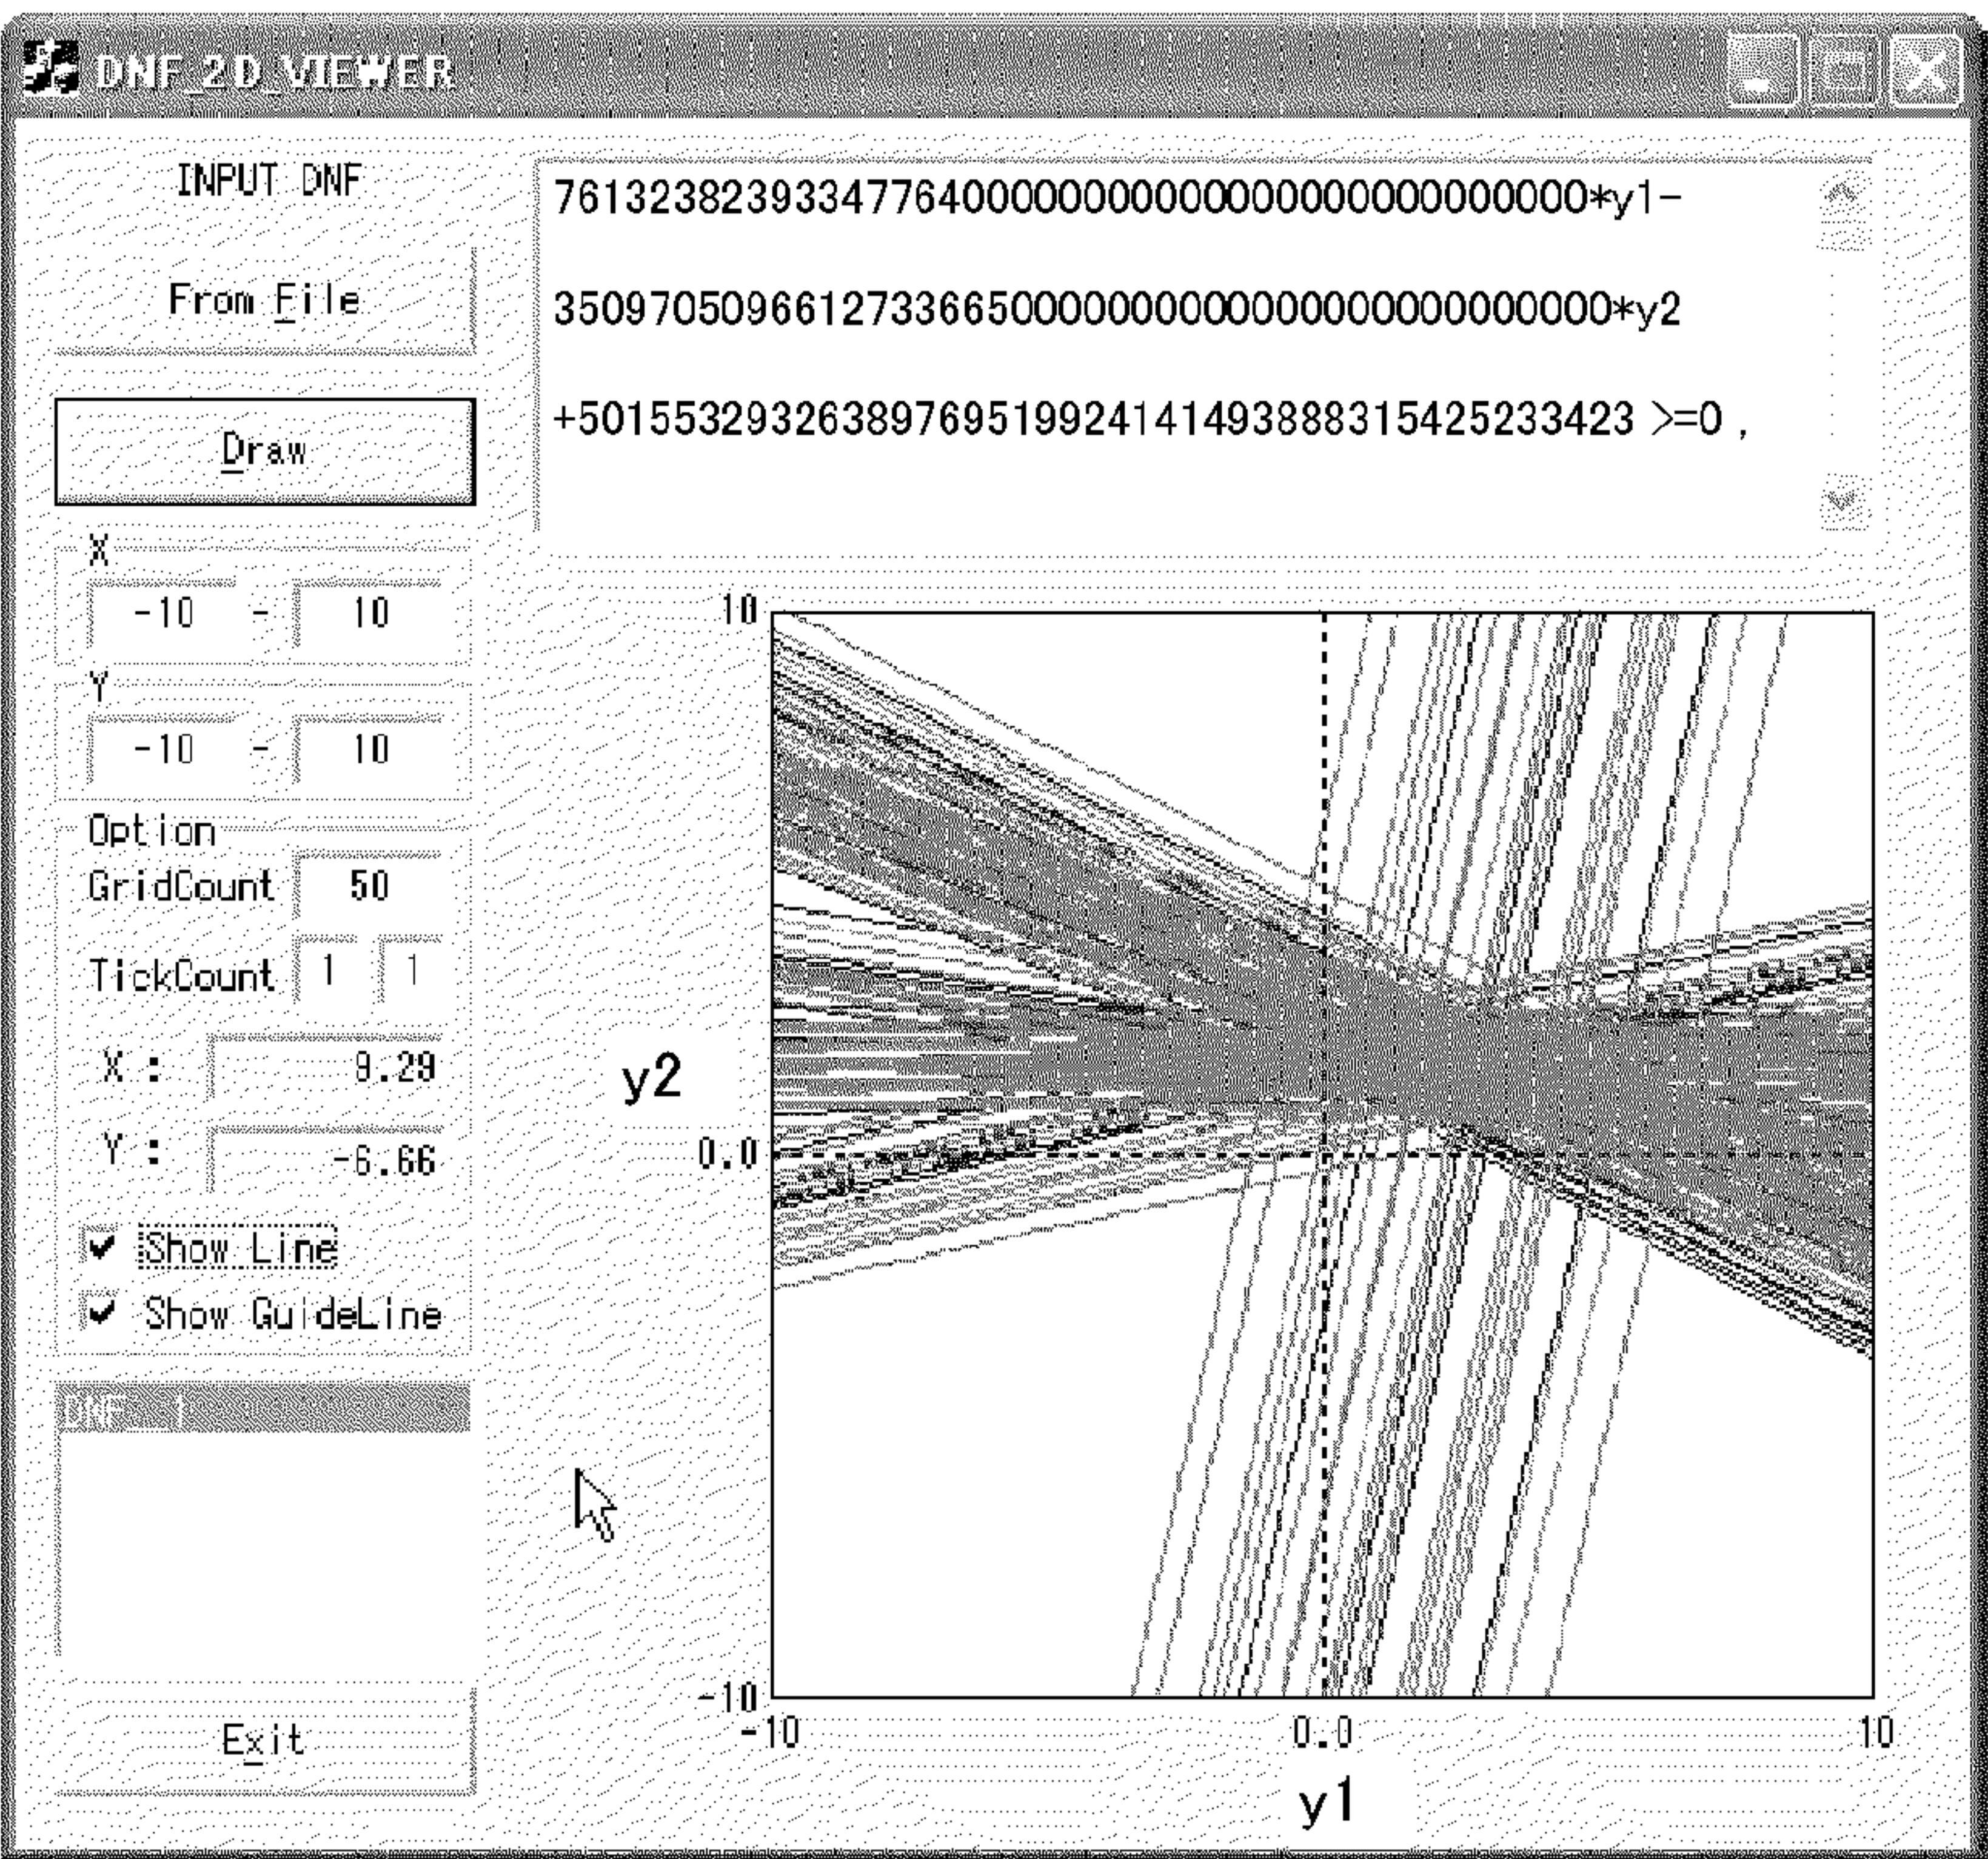 DNF_2D_VIEWER
INPUT DNF
From File
Draw
7613238239334776400000000000000000000000000*y1-
35097050966127336650000000000000000000000000*y2
+50155329326389769519924141493888315425233423 >=0 ,
X
-10 - 10
Y
-10 - 10
Option
GridCount 50
TickCount 1 1
X : 9.29
Y : -6.66
Show Line
Show GuideLine
DNF 1
Exit
10
y2
0.0
-10
-10 0.0 10
y1